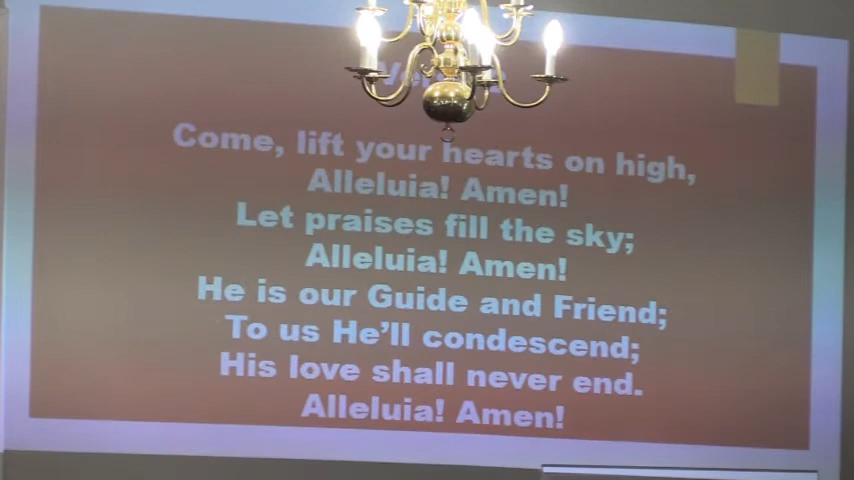 Come, lift your hearts on high,
Alleluia! Amen!
Let praises fill the sky;
Alleluia! Amen!
He is our Guide and Friend;
To us He'll condescend;
His love shall never end.
Alleluia! Amen!